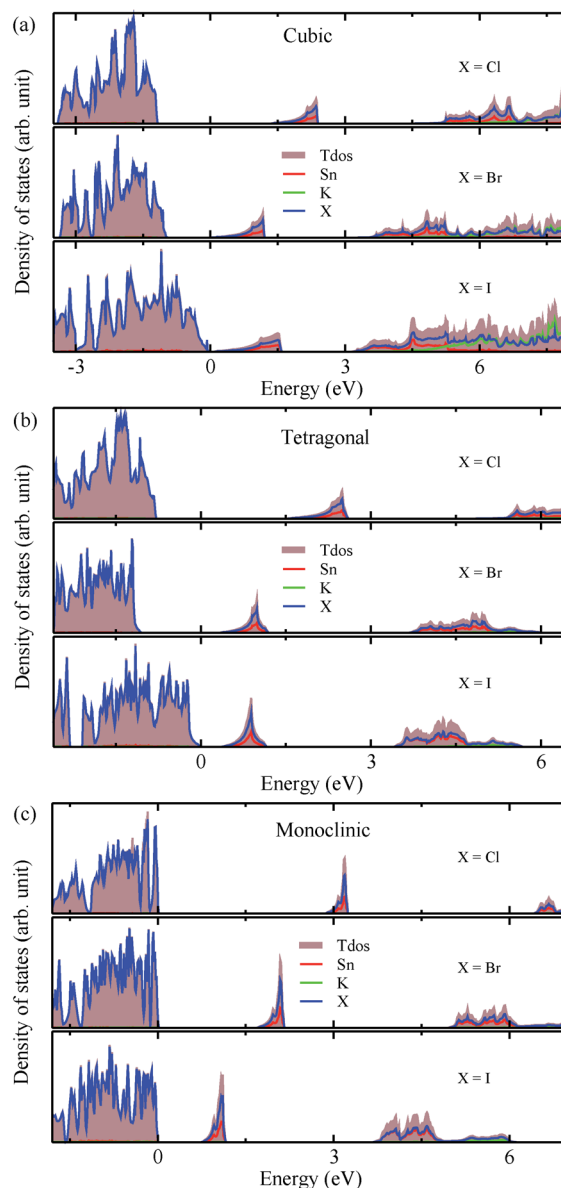 (a)
Cubic
X = Cl
Tdos
Sn
K
X
X = Br
X = I
Density of states (arb. unit)
-3 0 3 6
Energy (eV)
(b)
Tetragonal
X = Cl
Tdos
Sn
K
X
X = Br
X = I
Density of states (arb. unit)
0 3 6
Energy (eV)
(c)
Monoclinic
X = Cl
Tdos
Sn
K
X
X = Br
X = I
Density of states (arb. unit)
0 3 6
Energy (eV)